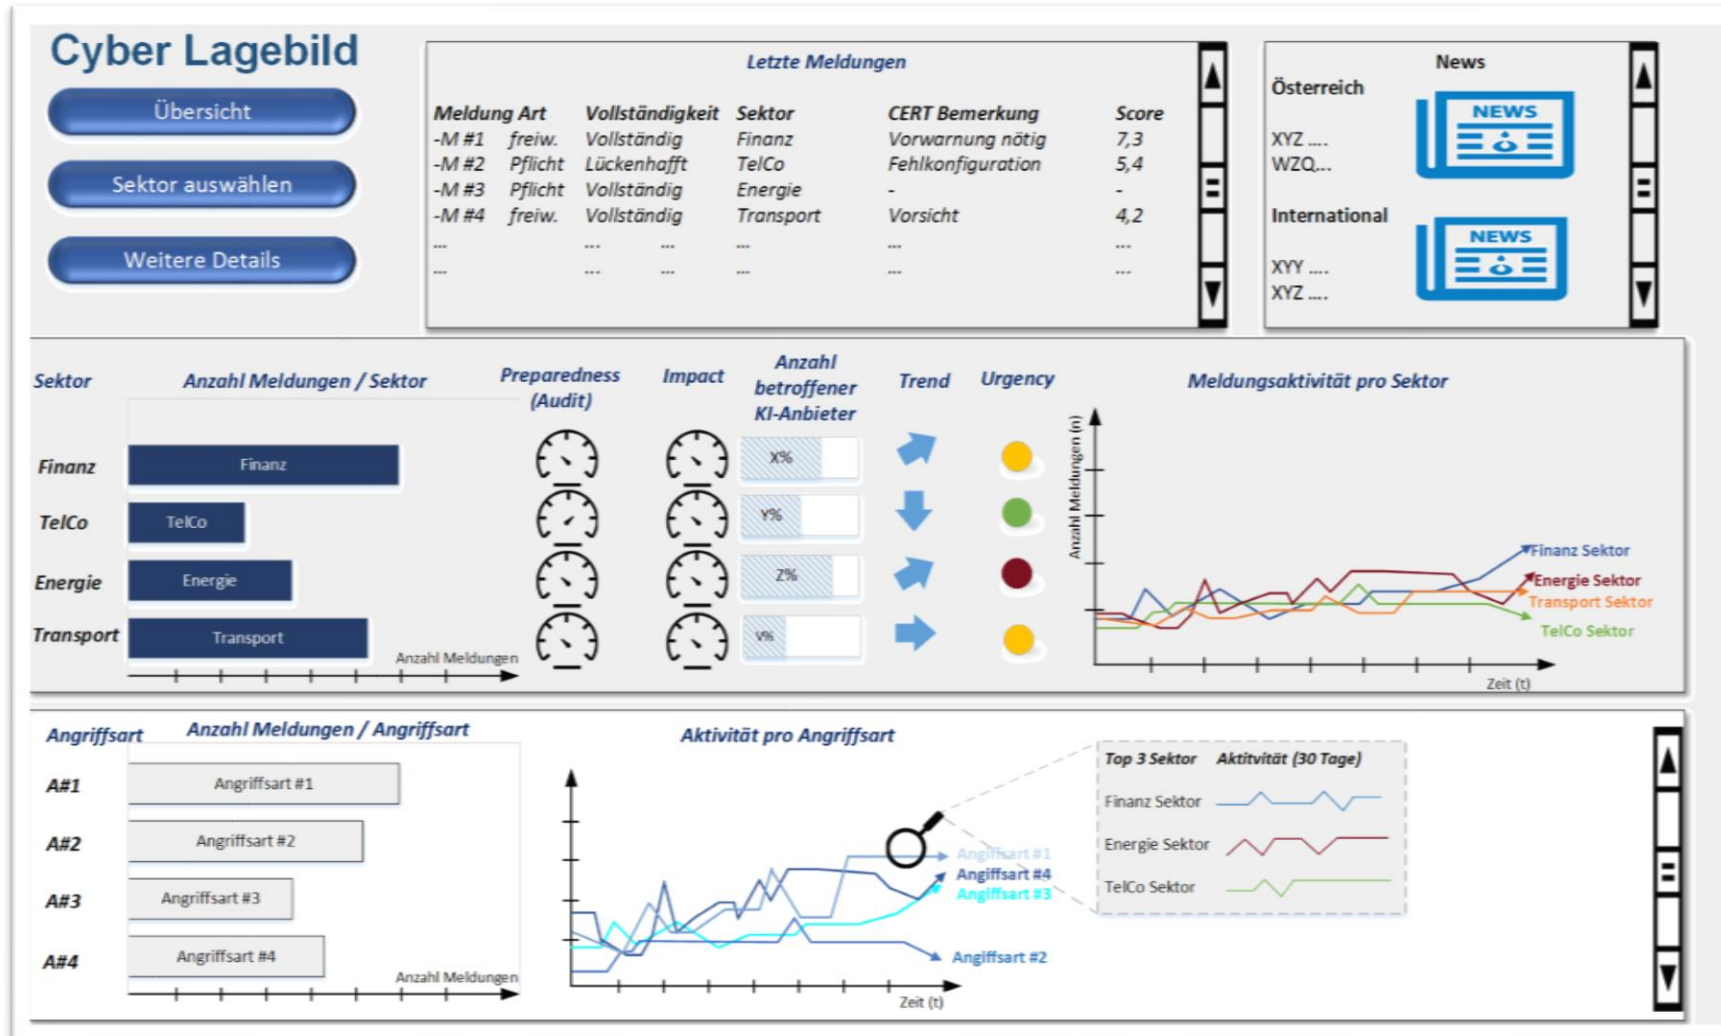 Cyber Lagebild
Übersicht
Sektor auswählen
Weitere Details
Letzte Meldungen
Meldung Art Vollständigkeit Sektor CERT Bemerkung Score
-M #1 freiw. Vollständig Finanz Vorwarnung nötig 7,3
-M #2 Pflicht Lückenhafft TelCo Fehlkonfiguration 5,4
-M #3 Pflicht Vollständig Energie - -
-M #4 freiw. Vollständig Transport Vorsicht 4,2
... ... ... ... ... ...
... ... ... ... ... ...
News
Österreich
NEWS
XYZ ....
WZQ...
International
NEWS
XYY ....
XYZ ....
Sektor
Anzahl Meldungen / Sektor
Preparedness
(Audit)
Impact
Anzahl
betroffener
KI-Anbieter
Trend
Urgency
Meldungsaktivität pro Sektor
Finanz
Finanz
X%
TelCo
TelCo
Y%
Energie
Energie
Z%
Transport
Transport
V%
Anzahl Meldungen
Anzahl Meldungen (n)
Finanz Sektor
Energie Sektor
Transport Sektor
TelCo Sektor
Zeit (t)
Angriffsart
Anzahl Meldungen / Angriffsart
A#1
Angriffsart #1
A#2
Angriffsart #2
A#3
Angriffsart #3
A#4
Angriffsart #4
Anzahl Meldungen
Aktivität pro Angriffsart
Angiffsart #1
Angiffsart #4
Angiffsart #3
Angiffsart #2
Zeit (t)
Top 3 Sektor Aktitvität (30 Tage)
Finanz Sektor
Energie Sektor
TelCo Sektor